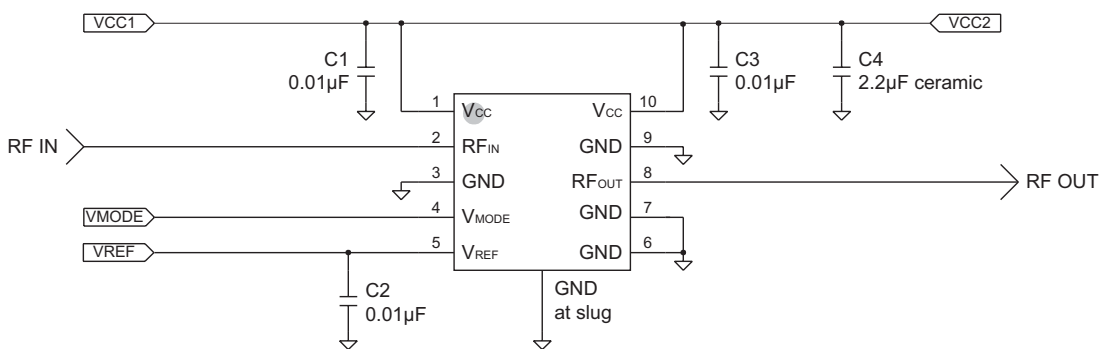 VCC1
VCC2
C1
0.01µF
C3
0.01µF
C4
2.2µF ceramic
1 VCC
VCC 10
RF IN
2 RFIN
GND 9
3 GND
RFOUT 8
RF OUT
VMODE
4 VMODE
GND 7
VREF
5 VREF
GND 6
C2
0.01µF
GND
at slug